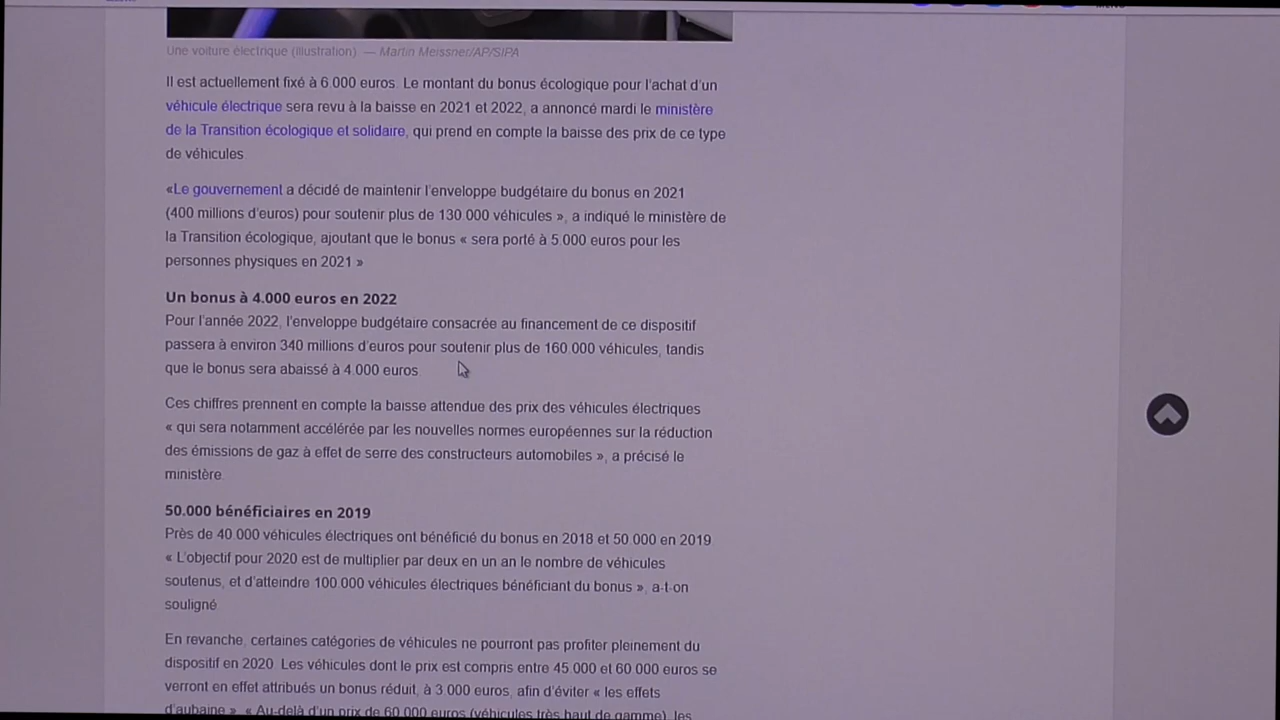 Une voiture électrique (Illustration). — Martin Meissner/AP/SIPA
Il est actuellement fixé à 6.000 euros. Le montant du bonus écologique pour l'achat d'un
véhicule électrique sera revu à la baisse en 2021 et 2022, a annoncé mardi le ministère
de la Transition écologique et solidaire, qui prend en compte la baisse des prix de ce type
de véhicules.
«Le gouvernement a décidé de maintenir l'enveloppe budgétaire du bonus en 2021
(400 millions d'euros) pour soutenir plus de 130.000 véhicules », a indiqué le ministère de
la Transition écologique, ajoutant que le bonus « sera porté à 5.000 euros pour les
personnes physiques en 2021 »
Un bonus à 4.000 euros en 2022
Pour l'année 2022, l'enveloppe budgétaire consacrée au financement de ce dispositif
passera à environ 340 millions d'euros pour soutenir plus de 160.000 véhicules, tandis
que le bonus sera abaissé à 4.000 euros.
Ces chiffres prennent en compte la baisse attendue des prix des véhicules électriques
« qui sera notamment accélérée par les nouvelles normes européennes sur la réduction
des émissions de gaz à effet de serre des constructeurs automobiles », a précisé le
ministère.
50.000 bénéficiaires en 2019
Près de 40.000 véhicules électriques ont bénéficié du bonus en 2018 et 50.000 en 2019.
« L'objectif pour 2020 est de multiplier par deux en un an le nombre de véhicules
soutenus, et d'atteindre 100.000 véhicules électriques bénéficiant du bonus », a-t-on
souligné.
En revanche, certaines catégories de véhicules ne pourront pas profiter pleinement du
dispositif en 2020. Les véhicules dont le prix est compris entre 45.000 et 60.000 euros se
verront en effet attribués un bonus réduit, à 3.000 euros, afin d'éviter « les effets
d'aubaine ». « Au-delà d'un prix de 60.000 euros (véhicules très haut de gamme), les